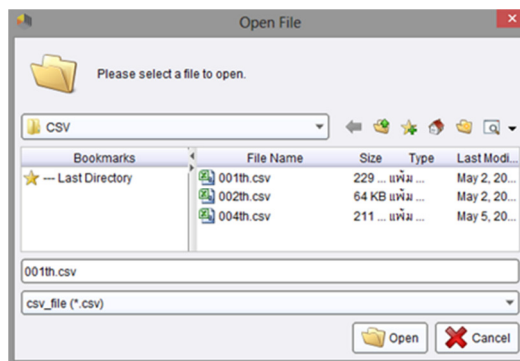 Open File
Please select a file to open.
CSV
Bookmarks File Name Size Type Last Modi...
--- Last Directory 001th.csv 229 ... แฟ้ม ... May 2, 20...
002th.csv 64 KB แฟ้ม ... May 2, 20...
004th.csv 211 ... แฟ้ม ... May 5, 20...
001th.csv
csv_file (*.csv)
Open Cancel